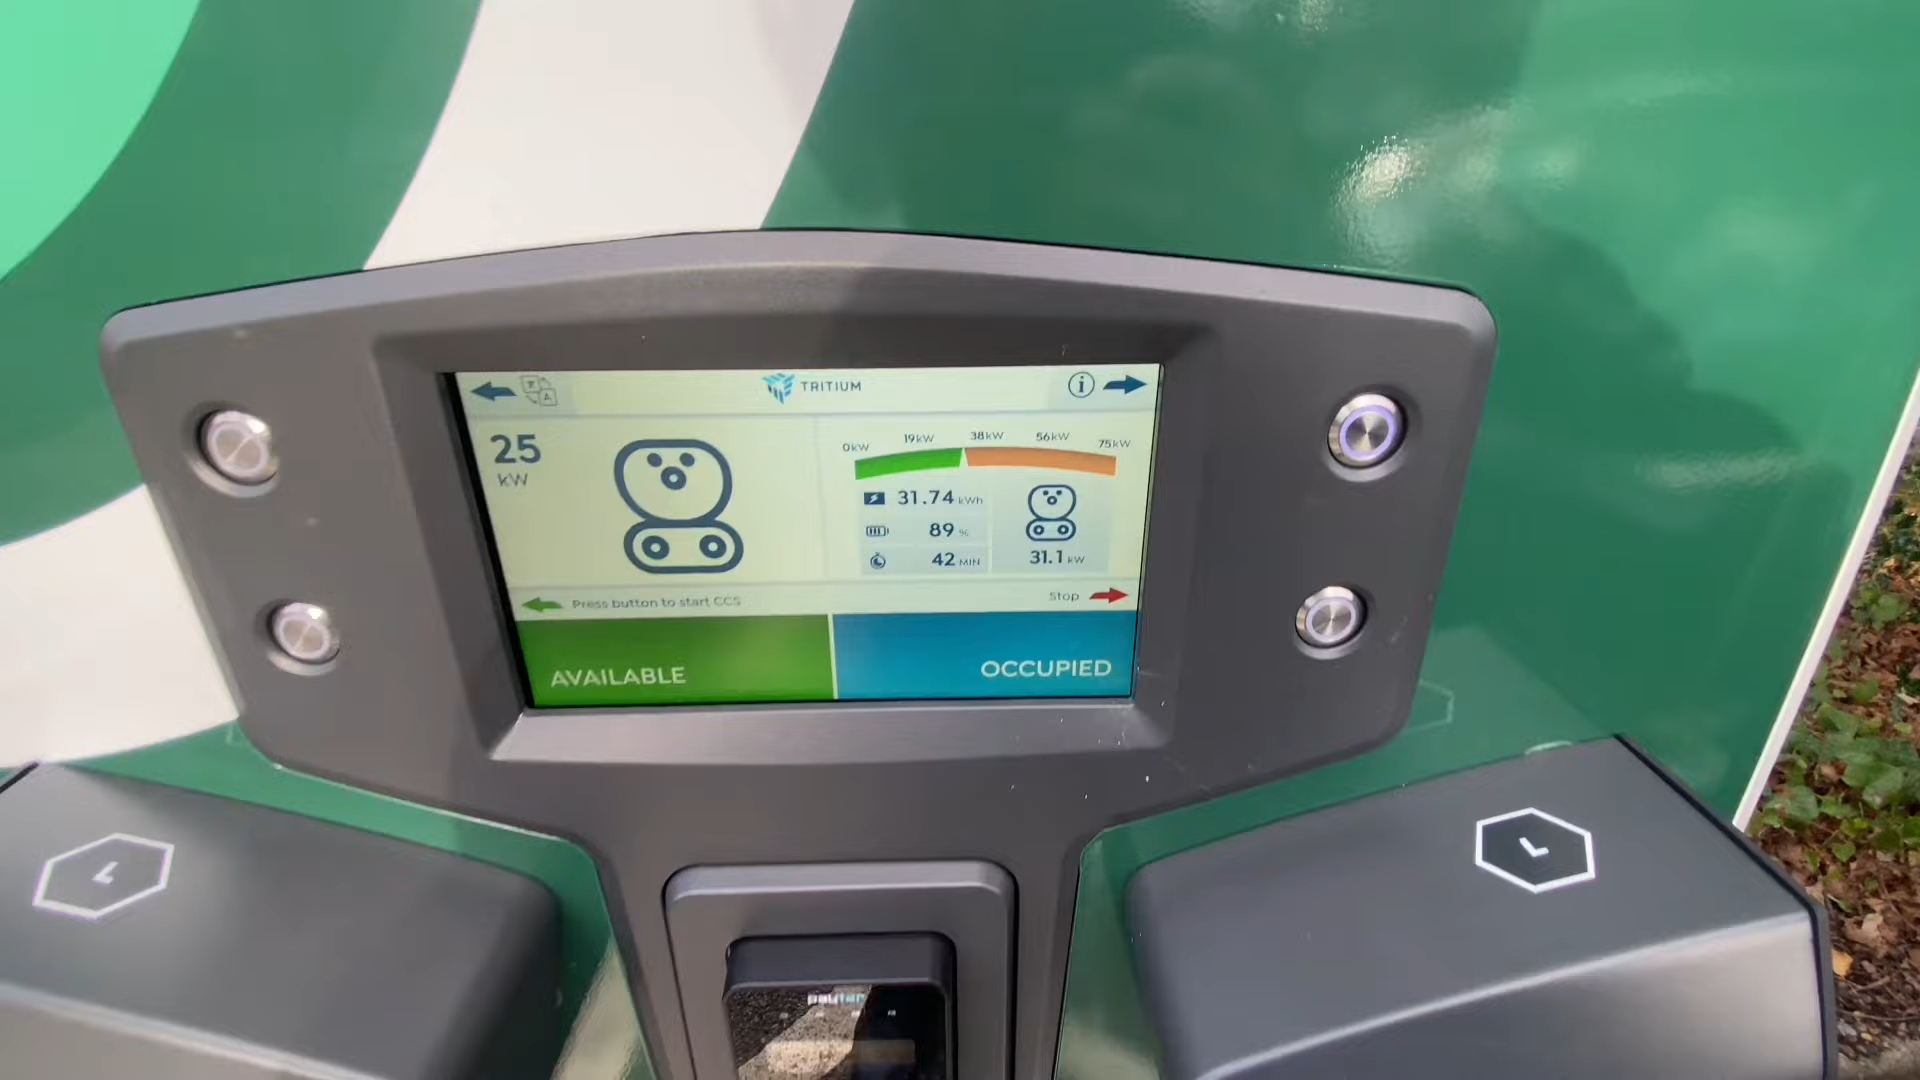 TRITIUM
25
kW
0kW 19kW 38kW 56kW 75kW
31.74 kWh
89 %
42 MIN
31.1 kW
Press button to start CCS
Stop
AVAILABLE
OCCUPIED
L
L
payter